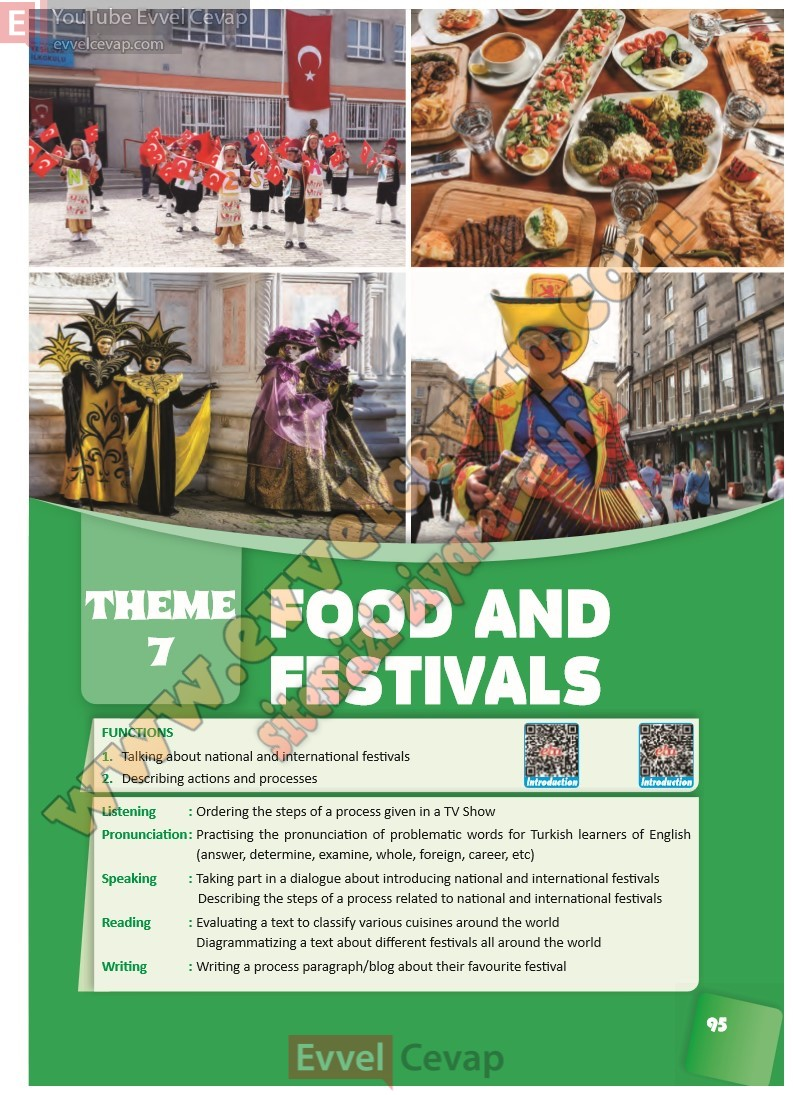 E YouTube Evvel Cevap
evvelcevap.com
www.evvelcevap.com
sitemizi ziyaret ediniz
THEME
7
FOOD AND
FESTIVALS
FUNCTIONS
1. Talking about national and international festivals
2. Describing actions and processes
Introduction
Introduction
Listening : Ordering the steps of a process given in a TV Show
Pronunciation : Practising the pronunciation of problematic words for Turkish learners of English
(answer, determine, examine, whole, foreign, career, etc)
Speaking : Taking part in a dialogue about introducing national and international festivals
Describing the steps of a process related to national and international festivals
Reading : Evaluating a text to classify various cuisines around the world
Diagrammatizing a text about different festivals all around the world
Writing : Writing a process paragraph/blog about their favourite festival
95
Evvel Cevap